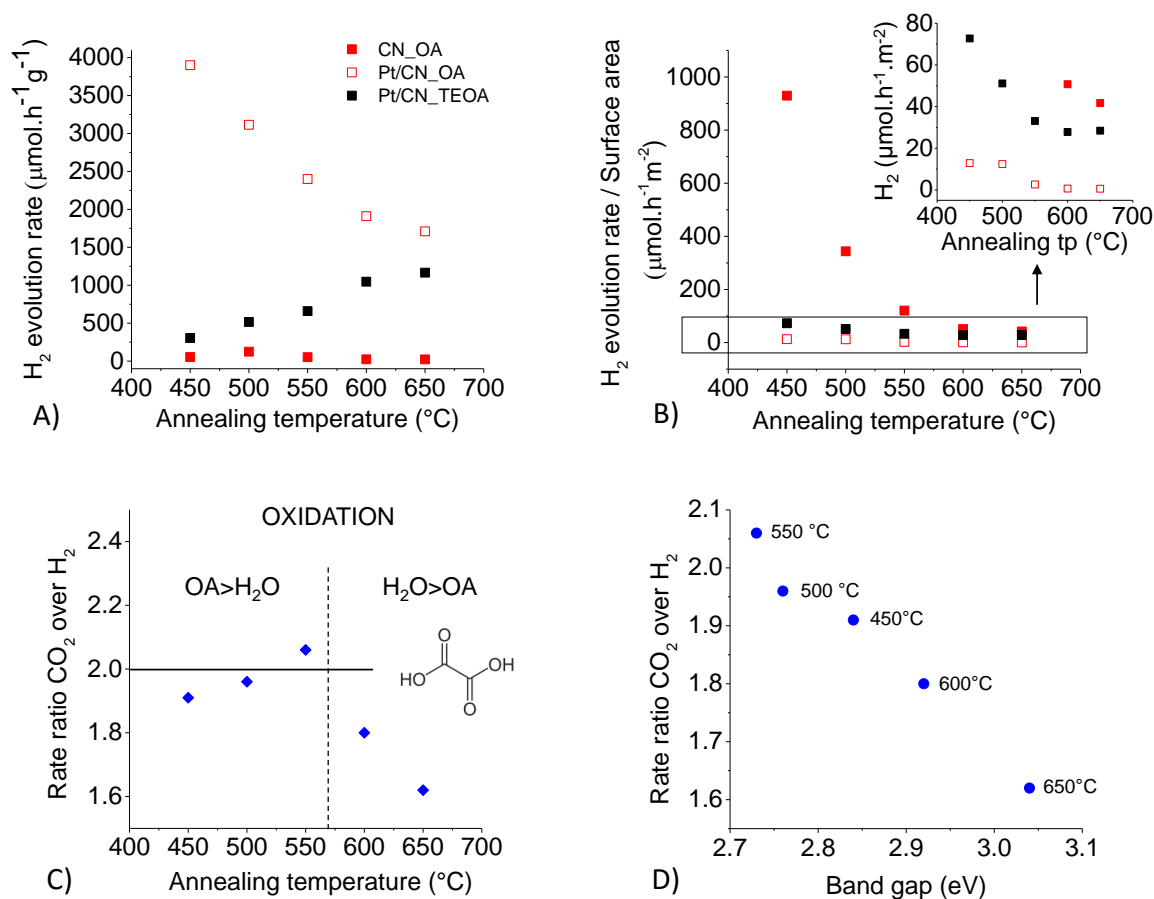 H₂ evolution rate (μmol.h⁻¹g⁻¹)
4000
3500
3000
2500
2000
1500
1000
500
0
400 450 500 550 600 650 700
Annealing temperature (°C)
CN_OA
Pt/CN_OA
Pt/CN_TEOA
A)
H₂ evolution rate / Surface area
(μmol.h⁻¹m⁻²)
1000
800
600
400
200
0
400 450 500 550 600 650 700
Annealing temperature (°C)
B)
H₂ (μmol.h⁻¹.m⁻²)
80
60
40
20
0
400 500 600 700
Annealing tp (°C)
Rate ratio CO₂ over H₂
2.4
2.2
2.0
1.8
1.6
OXIDATION
OA>H₂O
H₂O>OA
O
OH
HO
O
400 450 500 550 600 650 700
Annealing temperature (°C)
C)
Rate ratio CO₂ over H₂
2.1
2.0
1.9
1.8
1.7
1.6
550 °C
500 °C
450°C
600°C
650°C
2.7 2.8 2.9 3.0 3.1
Band gap (eV)
D)